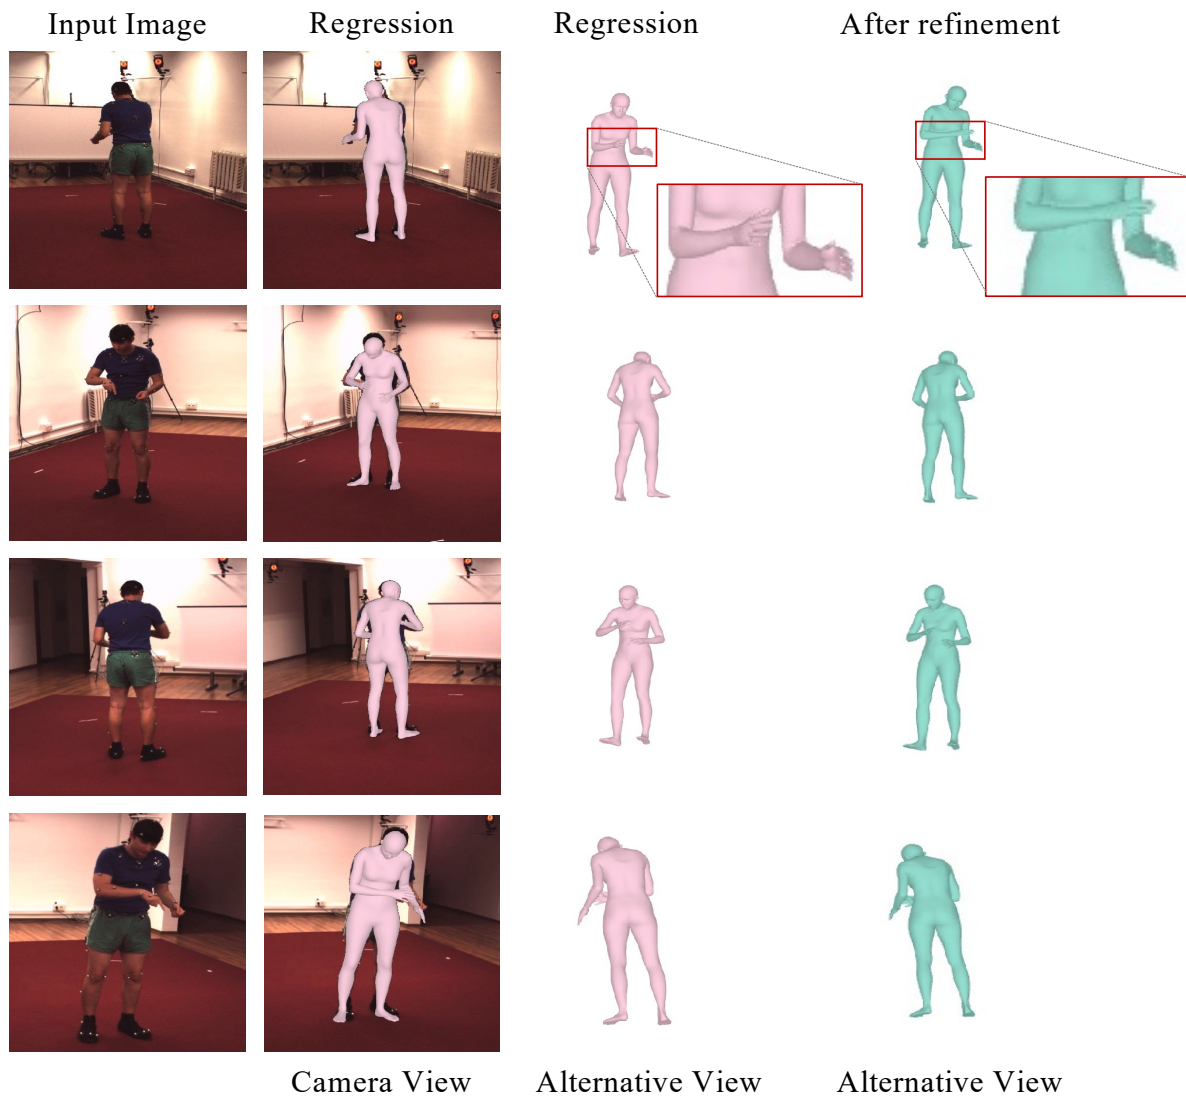 Input Image
Regression
Regression
After refinement
Camera View
Alternative View
Alternative View